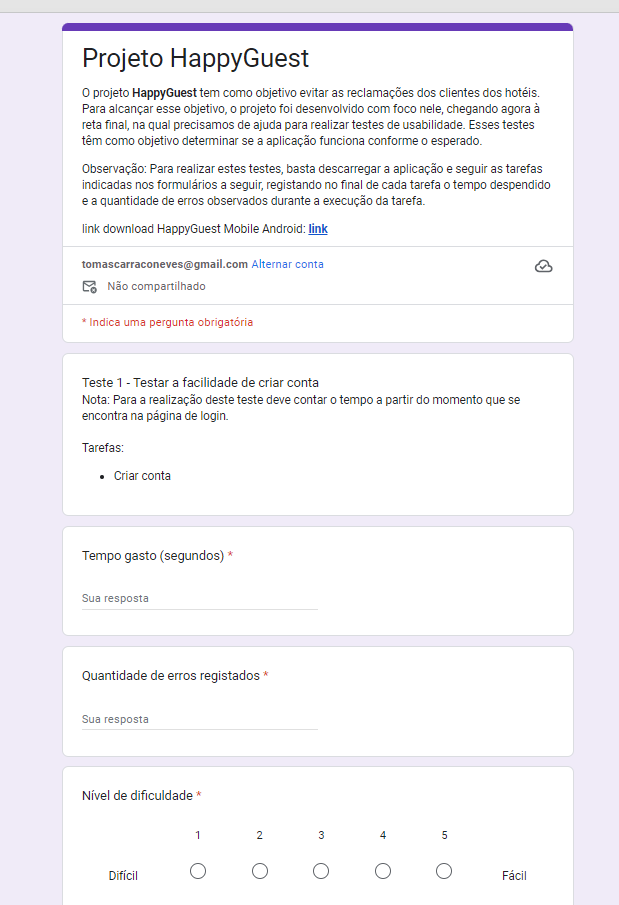 Projeto HappyGuest
O projeto HappyGuest tem como objetivo evitar as reclamações dos clientes dos hotéis.
Para alcançar esse objetivo, o projeto foi desenvolvido com foco nele, chegando agora à
reta final, na qual precisamos de ajuda para realizar testes de usabilidade. Esses testes
têm como objetivo determinar se a aplicação funciona conforme o esperado.
Observação: Para realizar estes testes, basta descarregar a aplicação e seguir as tarefas
indicadas nos formulários a seguir, registando no final de cada tarefa o tempo despendido
e a quantidade de erros observados durante a execução da tarefa.
link download HappyGuest Mobile Android: link
tomascarraconeves@gmail.com Alternar conta
Não compartilhado
* Indica uma pergunta obrigatória
Teste 1 - Testar a facilidade de criar conta
Nota: Para a realização deste teste deve contar o tempo a partir do momento que se
encontra na página de login.
Tarefas:
• Criar conta
Tempo gasto (segundos) *
Sua resposta
Quantidade de erros registados *
Sua resposta
Nível de dificuldade *
1 2 3 4 5
Difícil Fácil